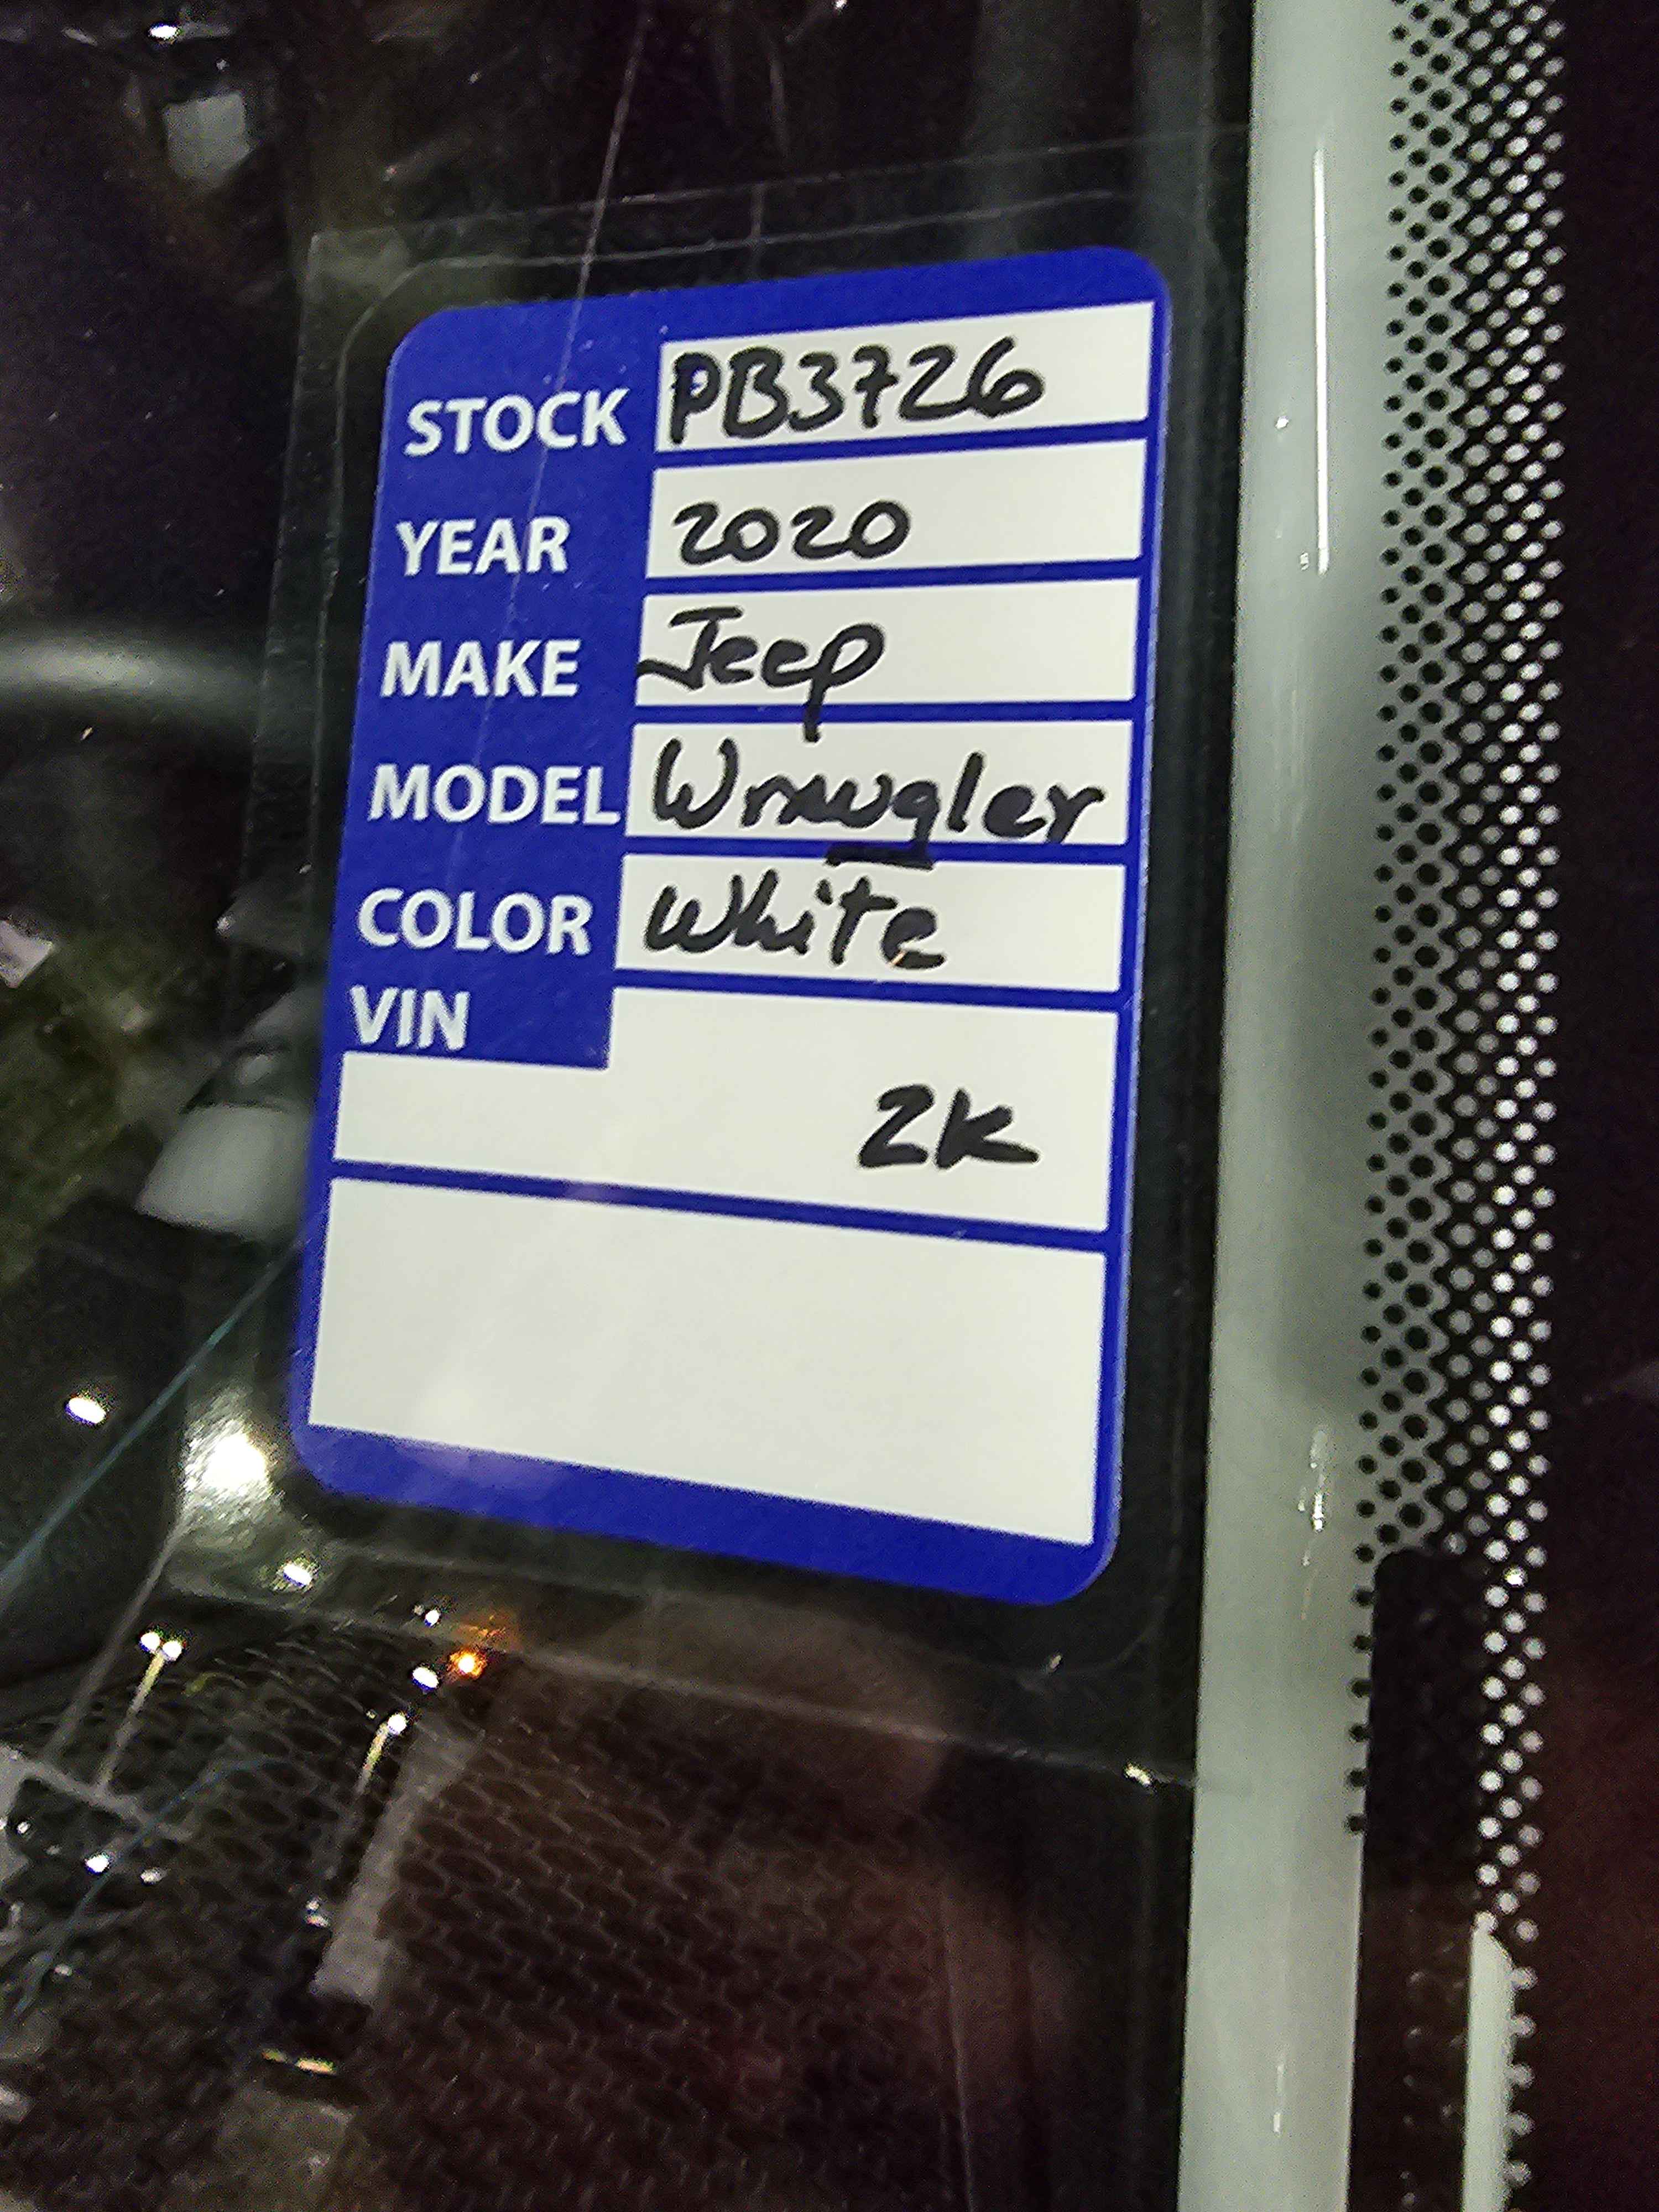 STOCK PB3726
YEAR 2020
MAKE Jeep
MODEL Wrangler
COLOR White
VIN
2K